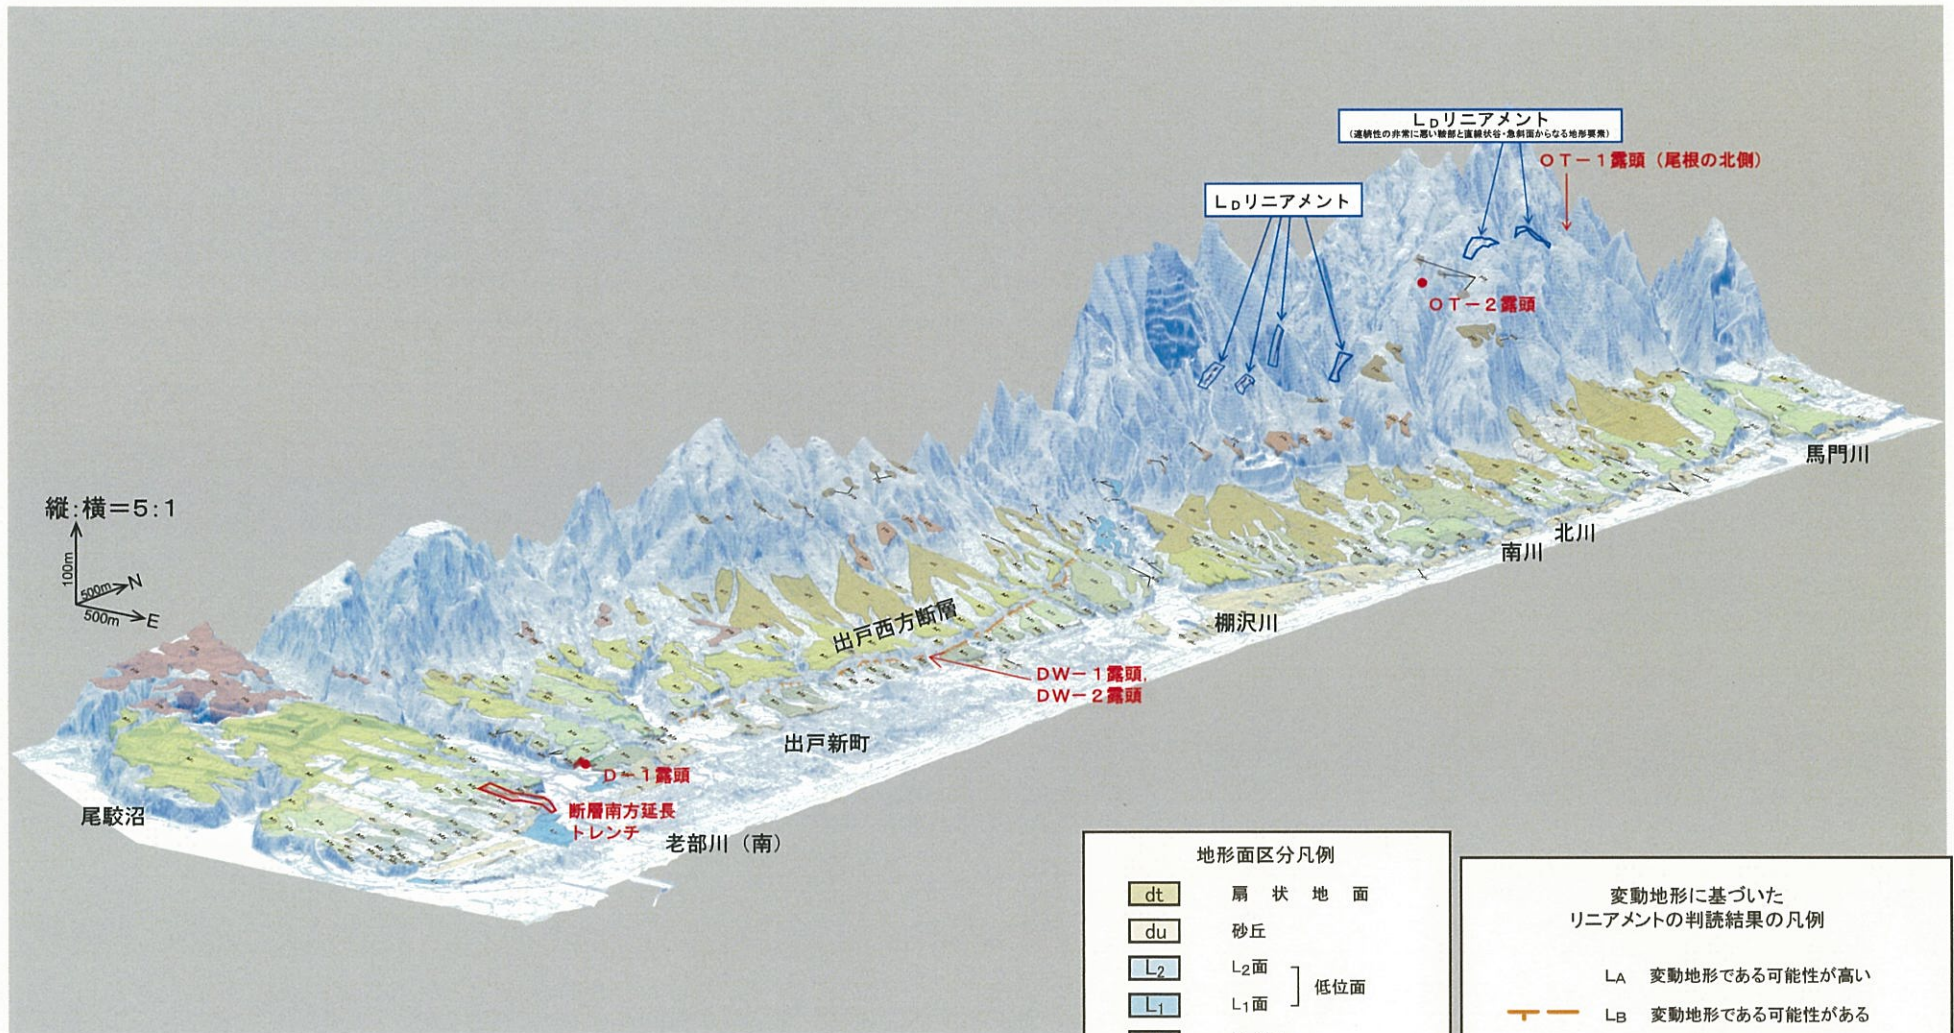 LDリニアメント
(連続性の非常に悪い鞍部と直線状谷・急斜面からなる地形要素)
OT-1露頭（尾根の北側）
LDリニアメント
OT-2露頭
馬門川
縦:横=5:1
100m
500m N
500m E
北川
南川
棚沢川
出戸西方断層
DW-1露頭,
DW-2露頭
出戸新町
D-1露頭
尾駮沼
断層南方延長
トレンチ
老部川（南）
地形面区分凡例
dt 扇状地面
du 砂丘
L2 L2面
低位面
L1 L1面
変動地形に基づいた
リニアメントの判読結果の凡例
LA 変動地形である可能性が高い
LB 変動地形である可能性がある